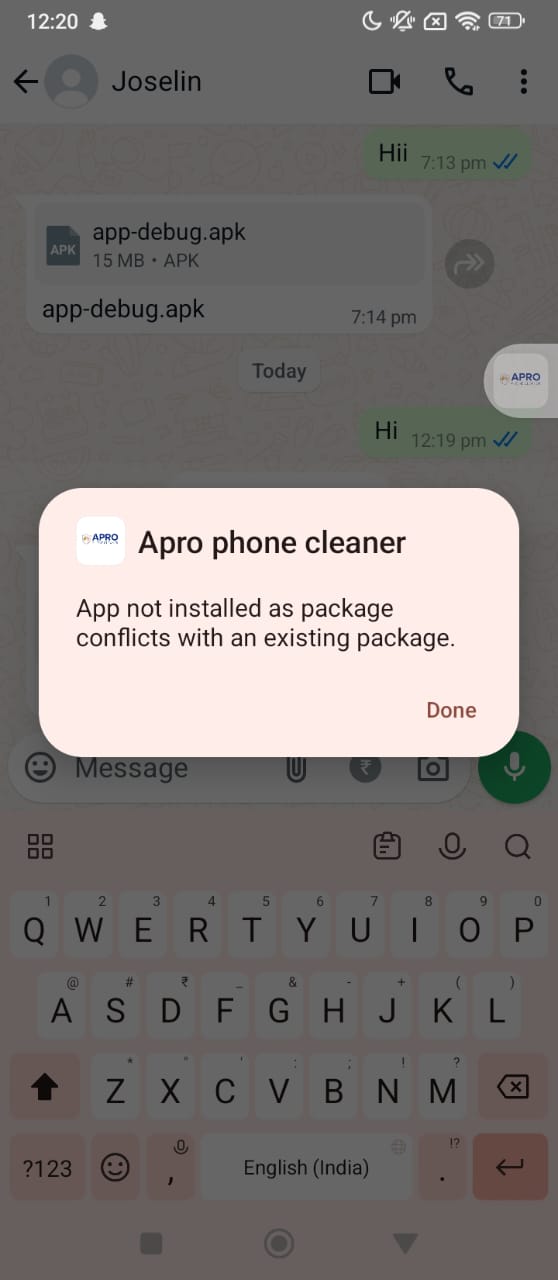 12:20
71
Joselin
Hii 7:13 pm
APK
app-debug.apk
15 MB • APK
app-debug.apk
7:14 pm
Today
APRO
Hi 12:19 pm
APRO
Apro phone cleaner
App not installed as package
conflicts with an existing package.
Done
Message
₹
1 2 3 4 5 6 7 8 9 0
Q W E R T Y U I O P
@ # ₹ _ & - + ( )
A S D F G H J K L
* " ' : ; ! ?
Z X C V B N M
!?
?123 , English (India) .